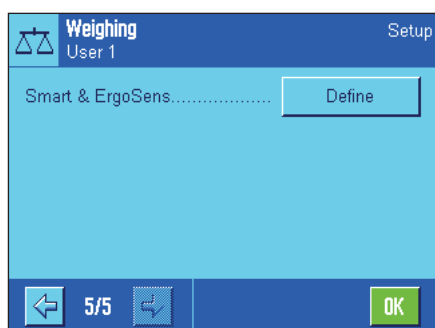 Weighing
Setup
User 1
Smart & ErgoSens................... Define
5/5
OK